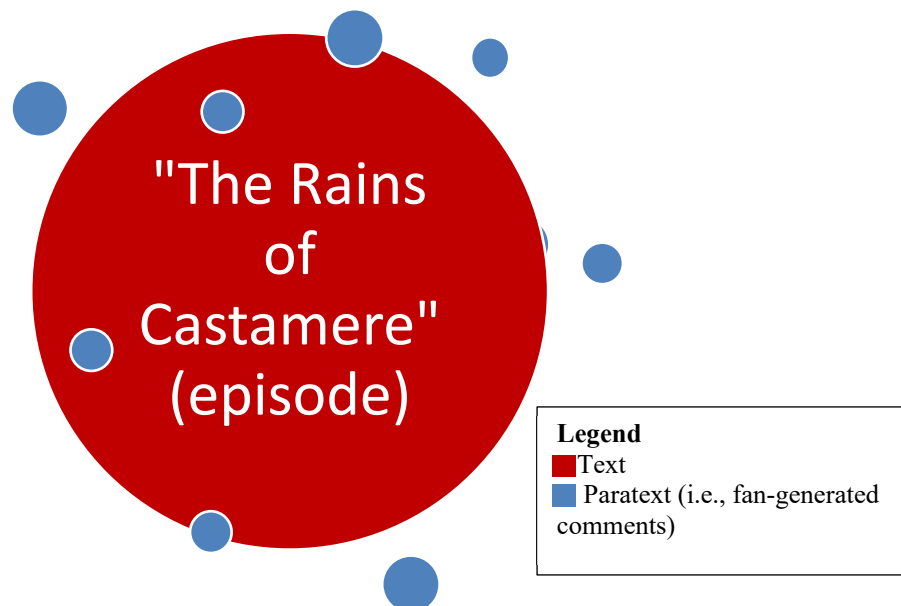 "The Rains
of
Castamere"
(episode)
Legend
Text
Paratext (i.e., fan-generated
comments)